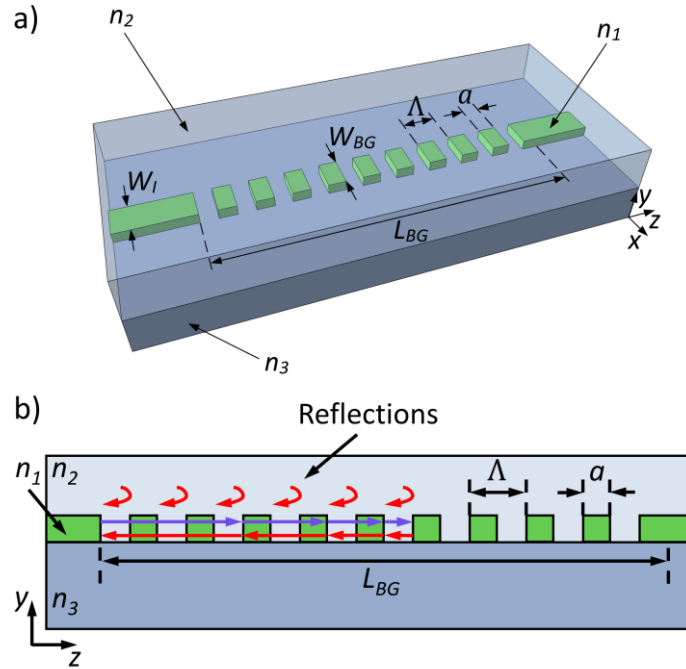 a)
n2
n1
Λ
a
WBG
WI
LBG
y
z
x
n3
b)
Reflections
n1
n2
Λ
a
LBG
y
n3
z